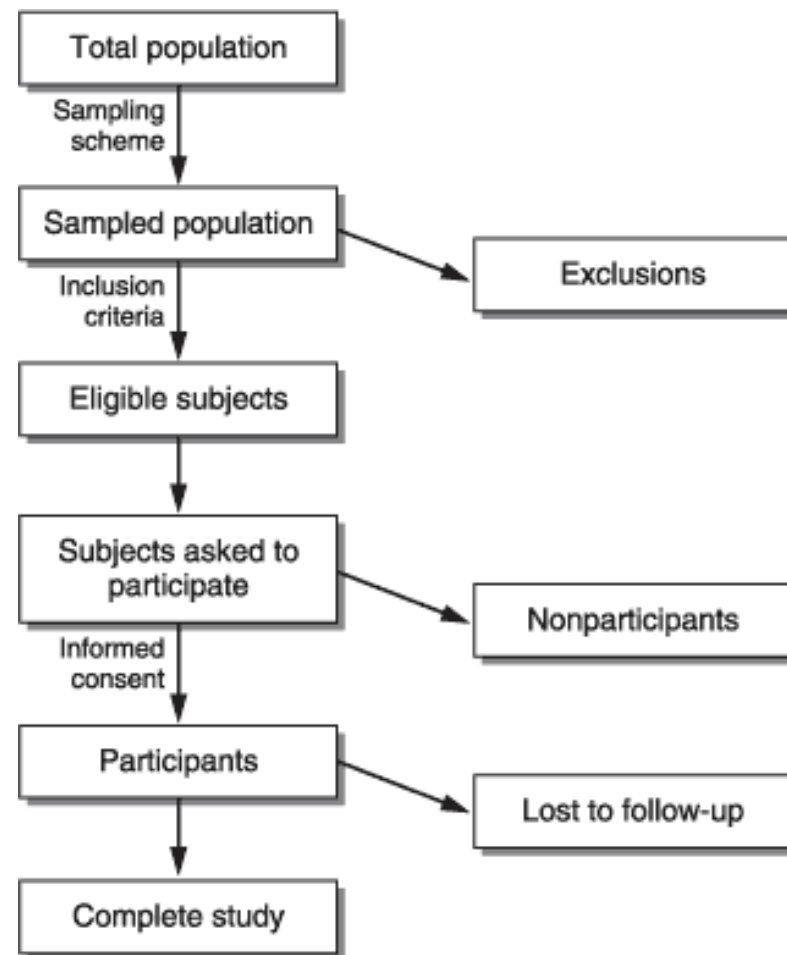 Total population
Sampling
scheme
Sampled population
Exclusions
Inclusion
criteria
Eligible subjects
Subjects asked to
participate
Nonparticipants
Informed
consent
Participants
Lost to follow-up
Complete study